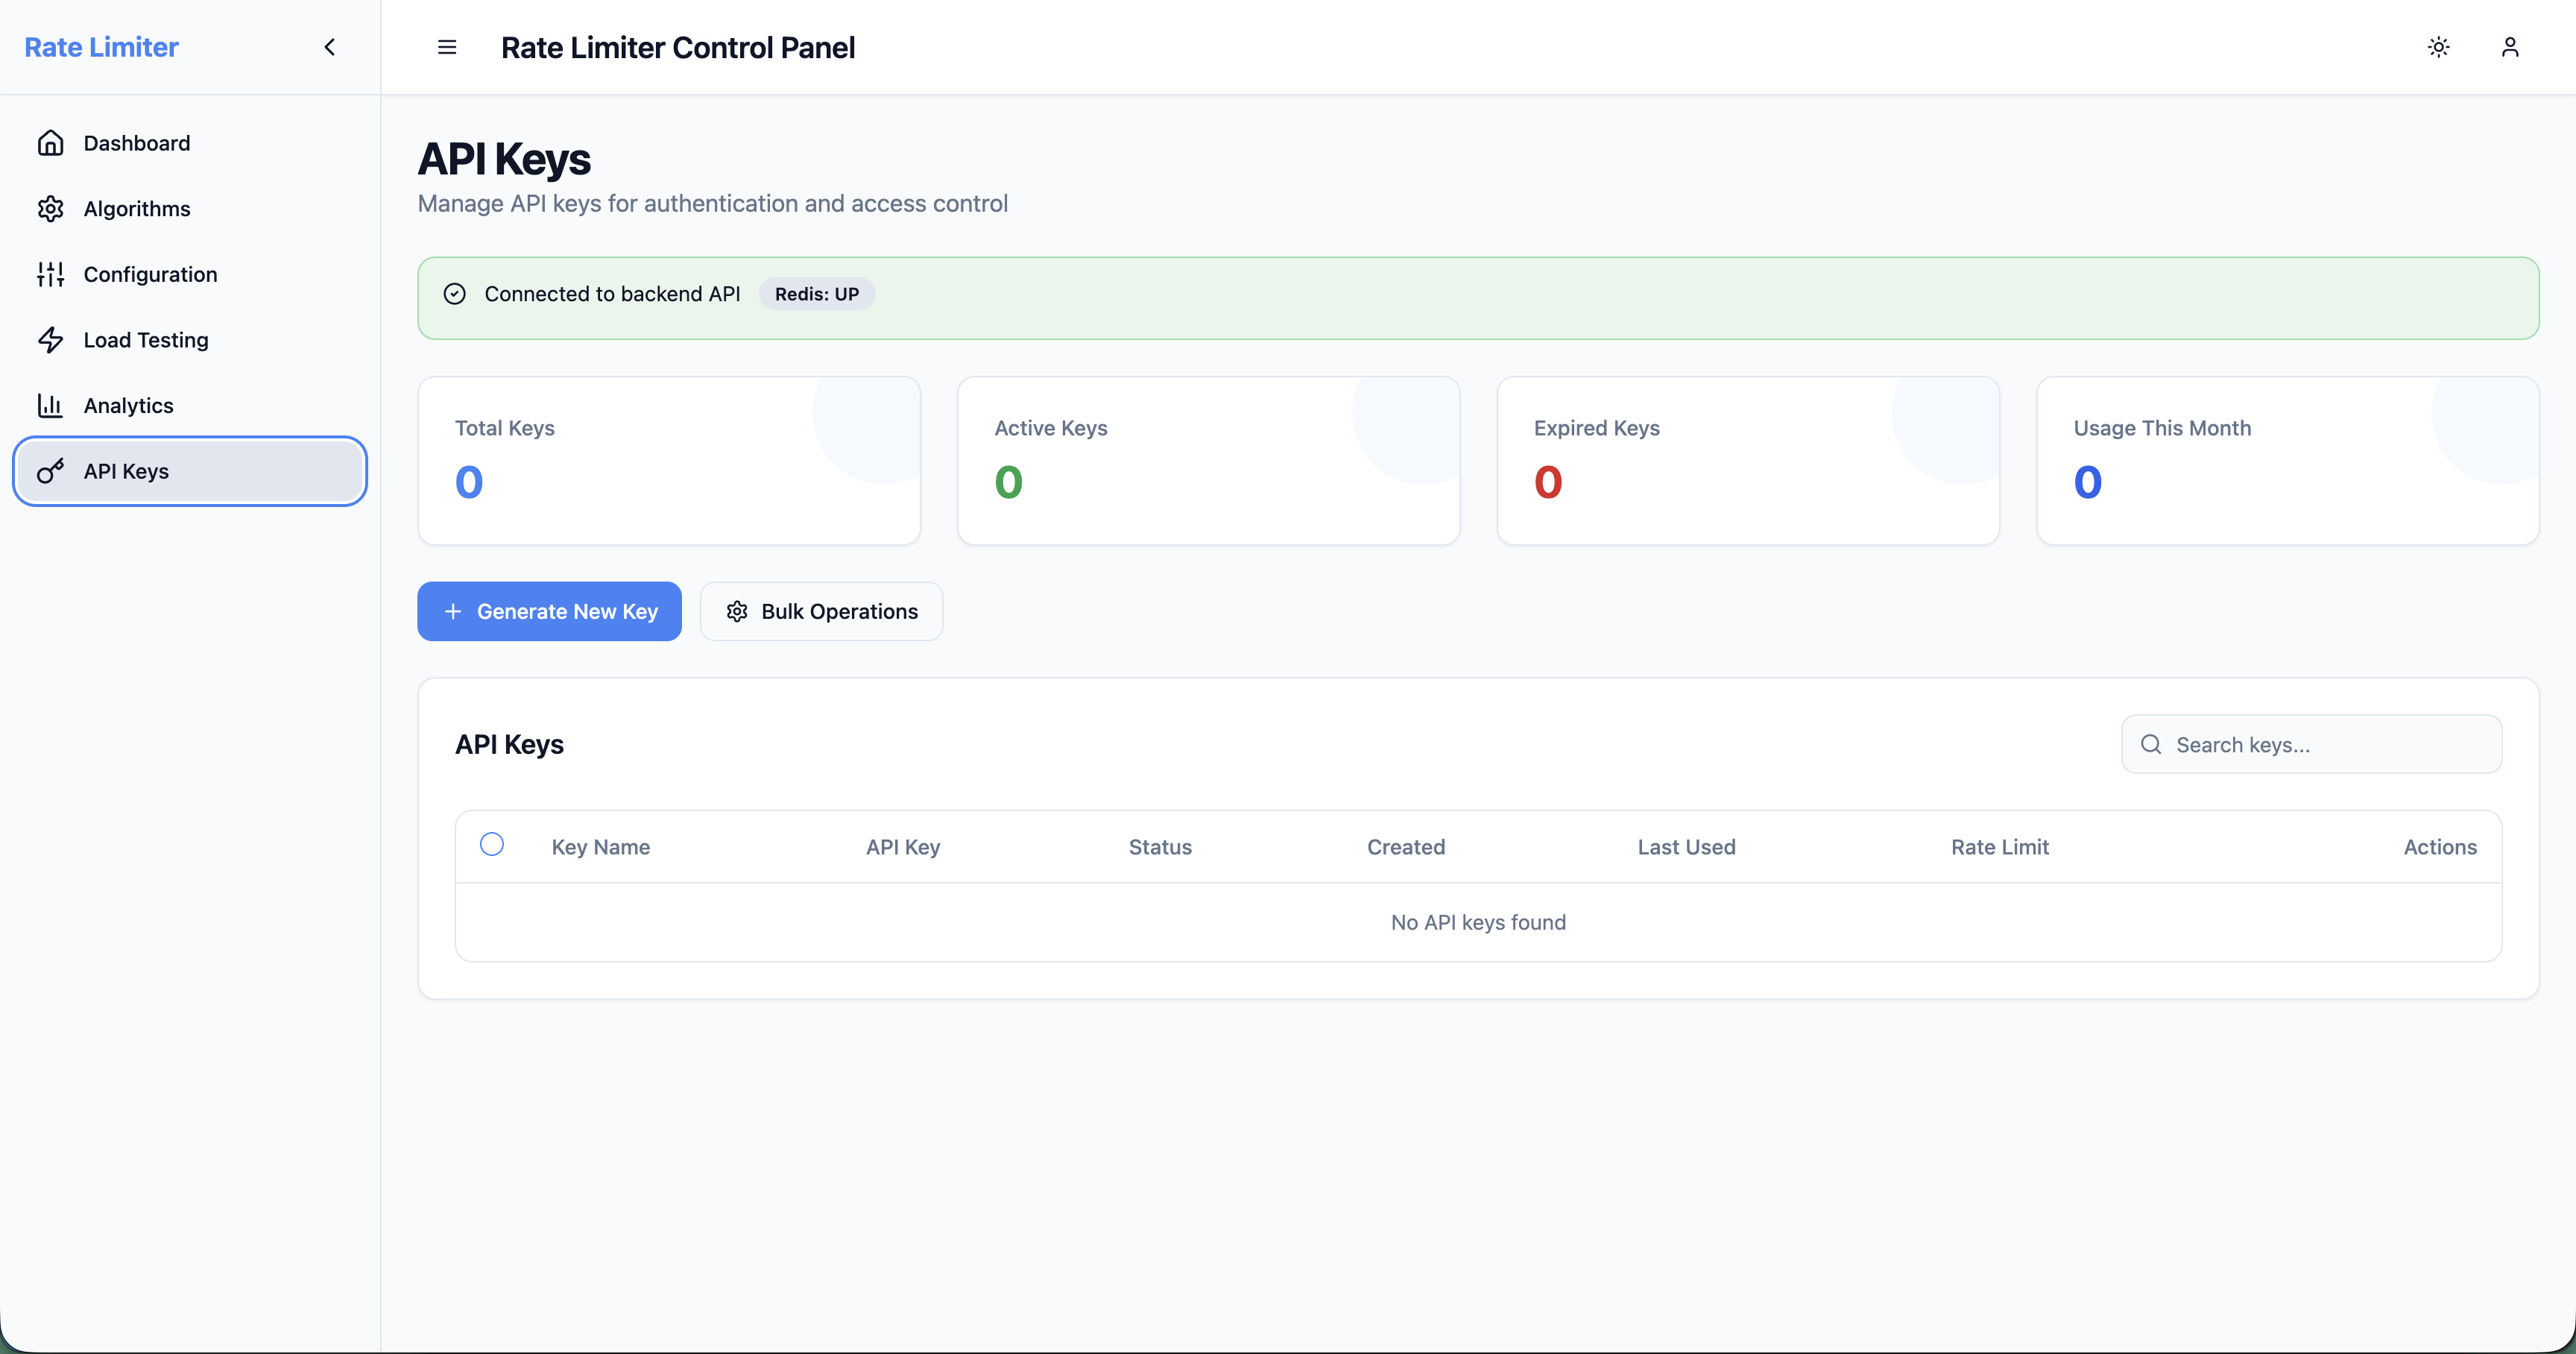 Rate Limiter
Rate Limiter Control Panel
Dashboard
Algorithms
Configuration
Load Testing
Analytics
API Keys
API Keys
Manage API keys for authentication and access control
Connected to backend API Redis: UP
Total Keys
0
Active Keys
0
Expired Keys
0
Usage This Month
0
Generate New Key
Bulk Operations
API Keys
Search keys...
Key Name API Key Status Created Last Used Rate Limit Actions
No API keys found